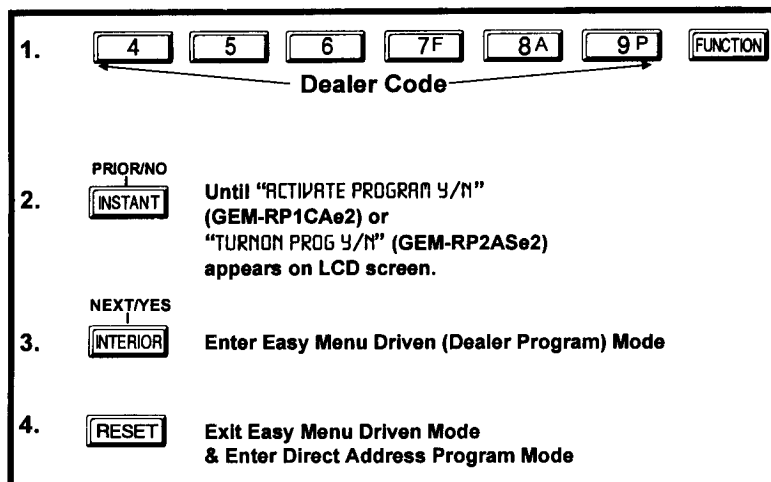 1. 4 5 6 7F 8A 9P FUNCTION
Dealer Code
PRIOR/NO
2. INSTANT Until “ACTIVATE PROGRAM Y/N”
(GEM-RP1CAe2) or
“TURNON PROG Y/N” (GEM-RP2ASe2)
appears on LCD screen.
NEXT/YES
3. INTERIOR Enter Easy Menu Driven (Dealer Program) Mode
4. RESET Exit Easy Menu Driven Mode
& Enter Direct Address Program Mode